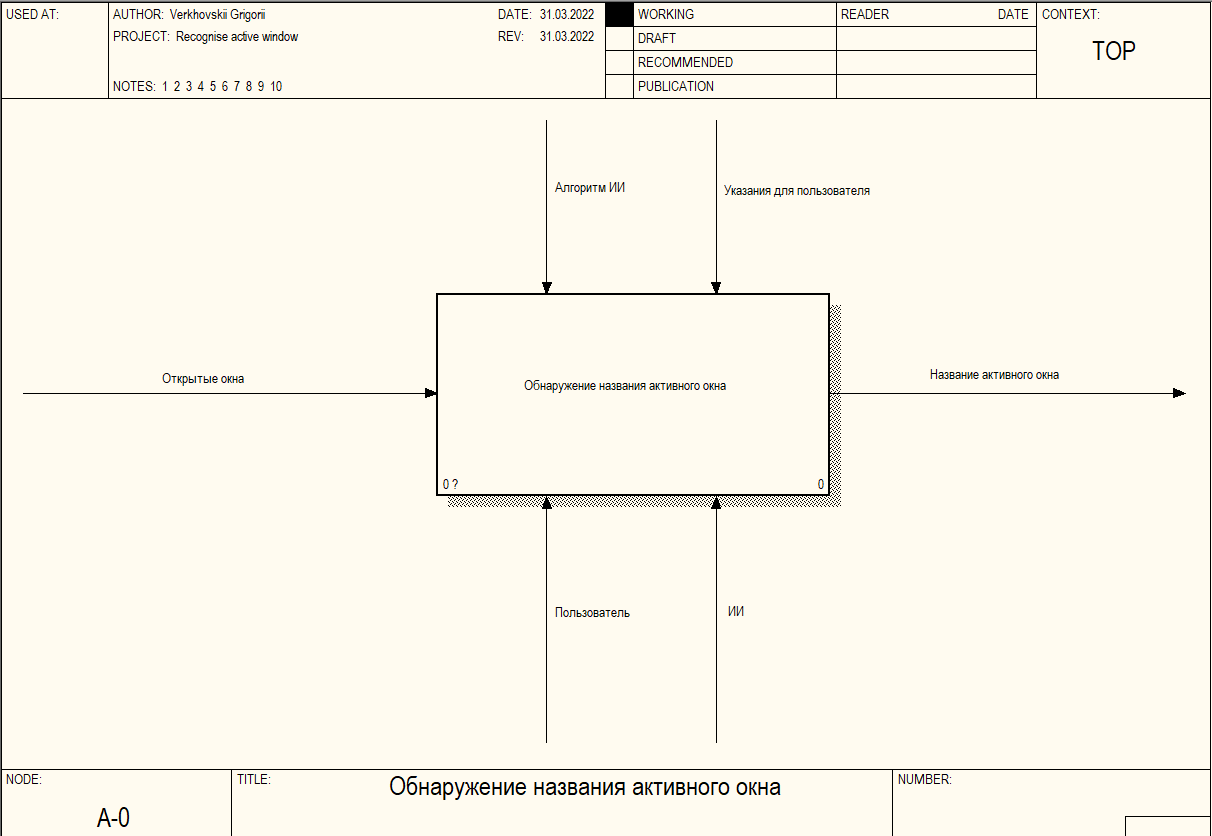 USED AT:
AUTHOR: Verkhovskii Grigorii
DATE: 31.03.2022
PROJECT: Recognise active window
REV: 31.03.2022
NOTES: 1 2 3 4 5 6 7 8 9 10
WORKING
DRAFT
RECOMMENDED
PUBLICATION
READER DATE
CONTEXT:
TOP
Алгоритм ИИ
Указания для пользователя
Открытые окна
Обнаружение названия активного окна
Название активного окна
0 ?
0
Пользователь
ИИ
NODE:
A-0
TITLE:
Обнаружение названия активного окна
NUMBER: